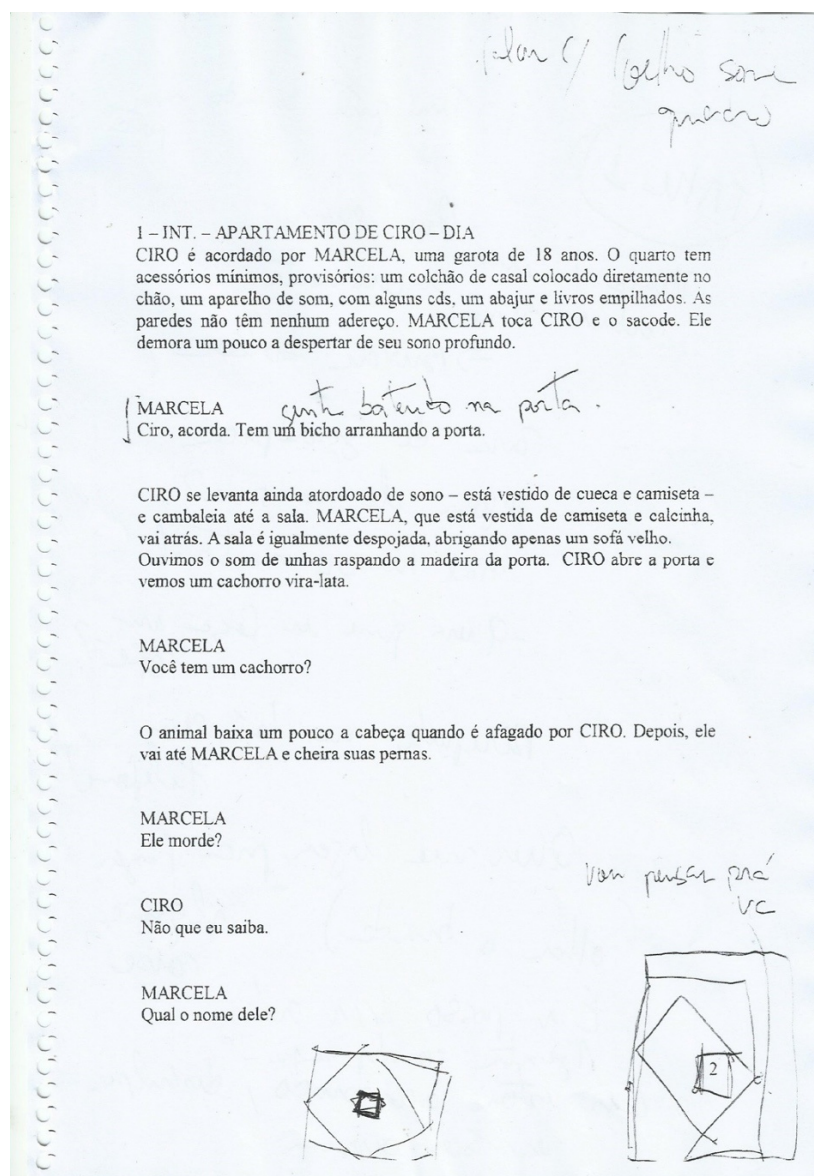 falar c/ Coelho sonre
1 – INT. – APARTAMENTO DE CIRO – DIA
CIRO é acordado por MARCELA, uma garota de 18 anos. O quarto tem
acessórios mínimos, provisórios: um colchão de casal colocado diretamente no
chão, um aparelho de som, com alguns cds, um abajur e livros empilhados. As
paredes não têm nenhum adereço. MARCELA toca CIRO e o sacode. Ele
demora um pouco a despertar de seu sono profundo.
MARCELA
batendo na porta.
Ciro, acorda. Tem um bicho arranhando a porta.
CIRO se levanta ainda atordoado de sono – está vestido de cueca e camiseta –
e cambaleia até a sala. MARCELA, que está vestida de camiseta e calcinha,
vai atrás. A sala é igualmente despojada, abrigando apenas um sofá velho.
Ouvimos o som de unhas raspando a madeira da porta. CIRO abre a porta e
vemos um cachorro vira-lata.
MARCELA
Você tem um cachorro?
O animal baixa um pouco a cabeça quando é afagado por CIRO. Depois, ele
vai até MARCELA e cheira suas pernas.
MARCELA
Ele morde?
Vou pensar prá
vc
CIRO
Não que eu saiba.
MARCELA
Qual o nome dele?
2